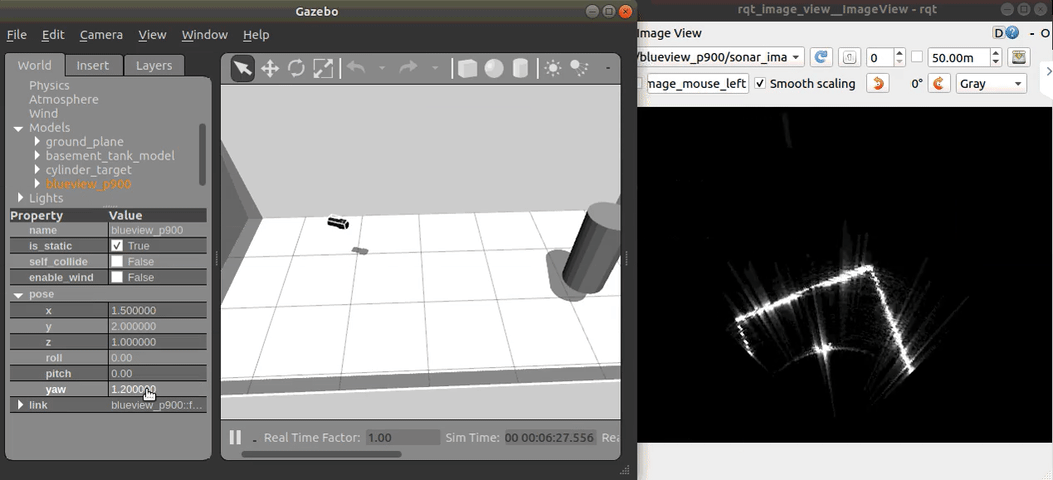 Gazebo
File Edit Camera View Window Help
World Insert Layers
Physics
Atmosphere
Wind
Models
ground_plane
basement_tank_model
cylinder_target
blueview_p900
Lights
Property Value
name blueview_p900
is_static True
self_collide False
enable_wind False
pose
x 1.500000
y 2.000000
z 1.000000
roll 0.00
pitch 0.00
yaw 1.200000
link blueview_p900::f...
Real Time Factor: 1.00 Sim Time: 00 00:06:27.556 Rea
rqt_image_view__ImageView - rqt
Image View D - O
/blueview_p900/sonar_ima 0 50.00m
mage_mouse_left Smooth scaling 0° Gray